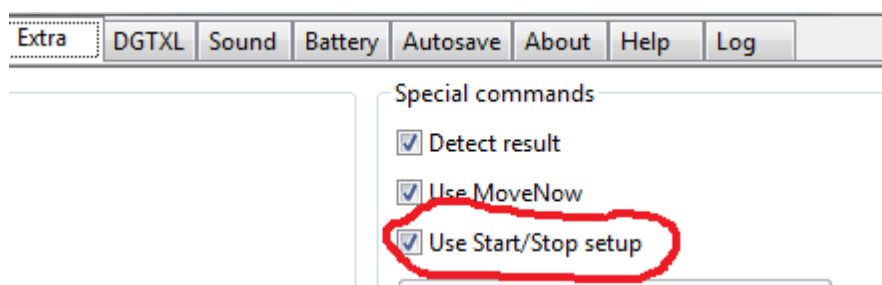 Extra DGTXL Sound Battery Autosave About Help Log
Special commands
Detect result
Use MoveNow
Use Start/Stop setup